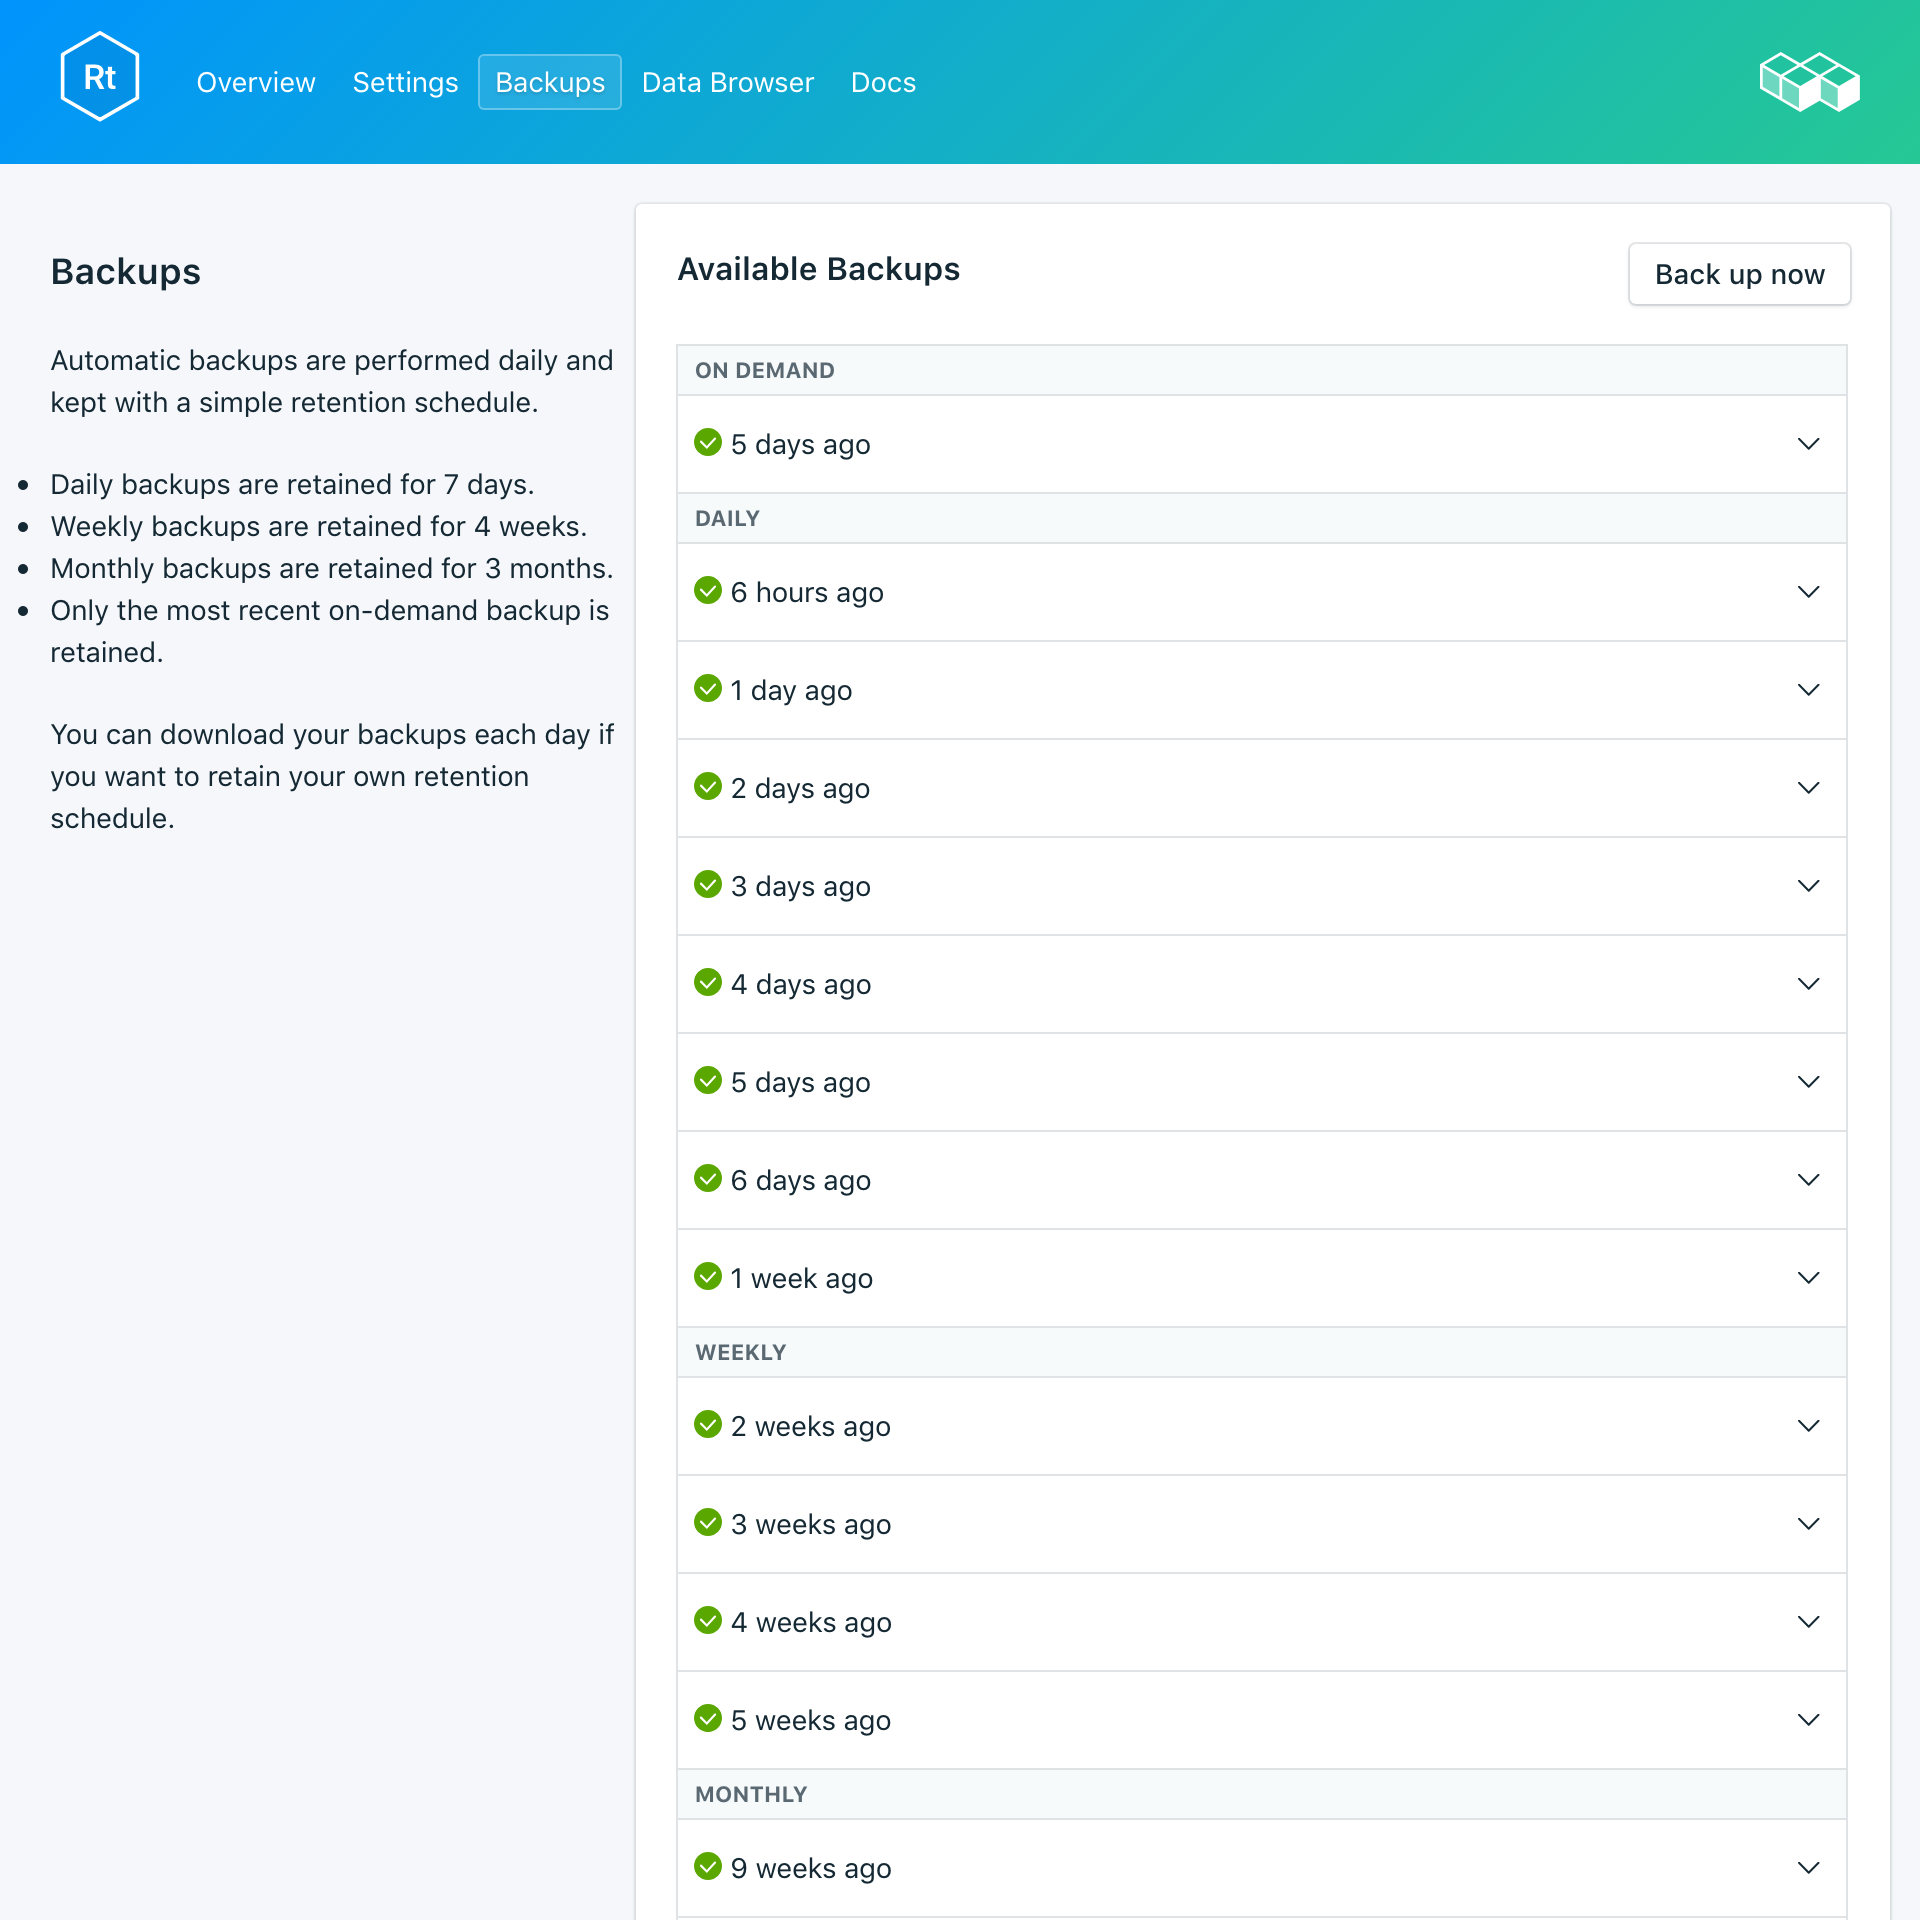 Rt
Overview
Settings
Backups
Data Browser
Docs
Backups
Automatic backups are performed daily and
kept with a simple retention schedule.
Daily backups are retained for 7 days.
Weekly backups are retained for 4 weeks.
Monthly backups are retained for 3 months.
Only the most recent on-demand backup is
retained.
You can download your backups each day if
you want to retain your own retention
schedule.
Available Backups
Back up now
ON DEMAND
5 days ago
DAILY
6 hours ago
1 day ago
2 days ago
3 days ago
4 days ago
5 days ago
6 days ago
1 week ago
WEEKLY
2 weeks ago
3 weeks ago
4 weeks ago
5 weeks ago
MONTHLY
9 weeks ago